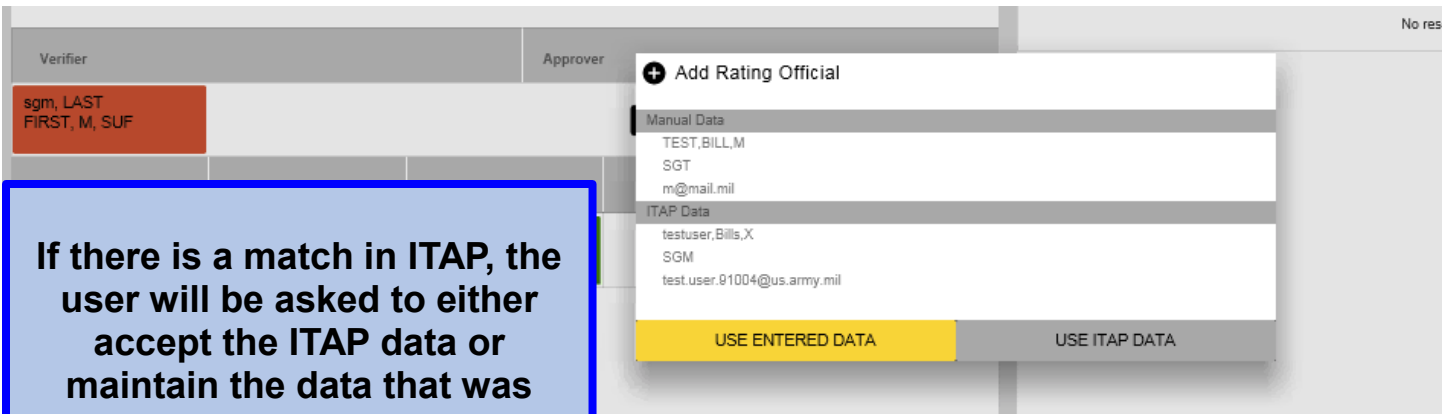 No res
Verifier
Approver
sgm, LAST
FIRST, M, SUF
Add Rating Official
Manual Data
TEST,BILL,M
SGT
m@mail.mil
ITAP Data
testuser,Bills,X
SGM
test.user.91004@us.army.mil
USE ENTERED DATA
USE ITAP DATA
If there is a match in ITAP, the
user will be asked to either
accept the ITAP data or
maintain the data that was